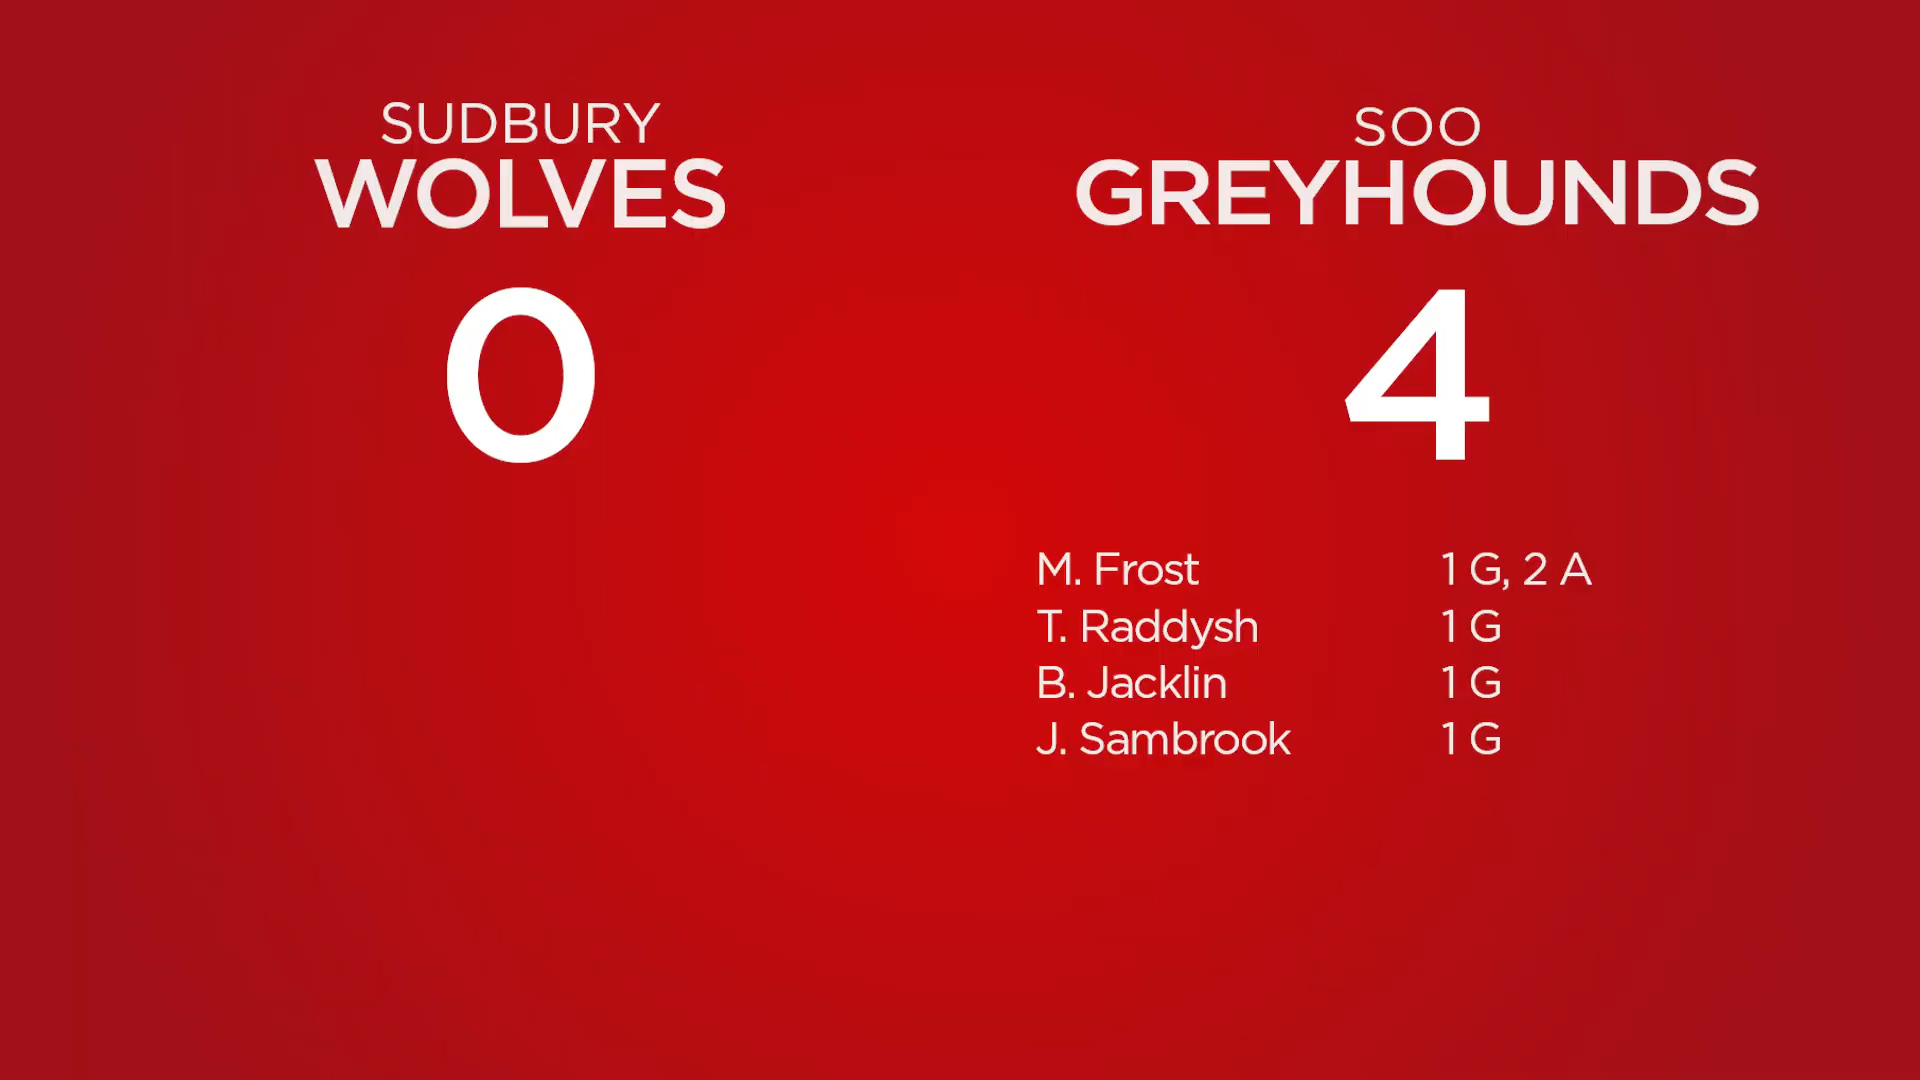 SUDBURY
WOLVES
0
SOO
GREYHOUNDS
4
M. Frost 1 G, 2 A
T. Raddysh 1 G
B. Jacklin 1 G
J. Sambrook 1 G